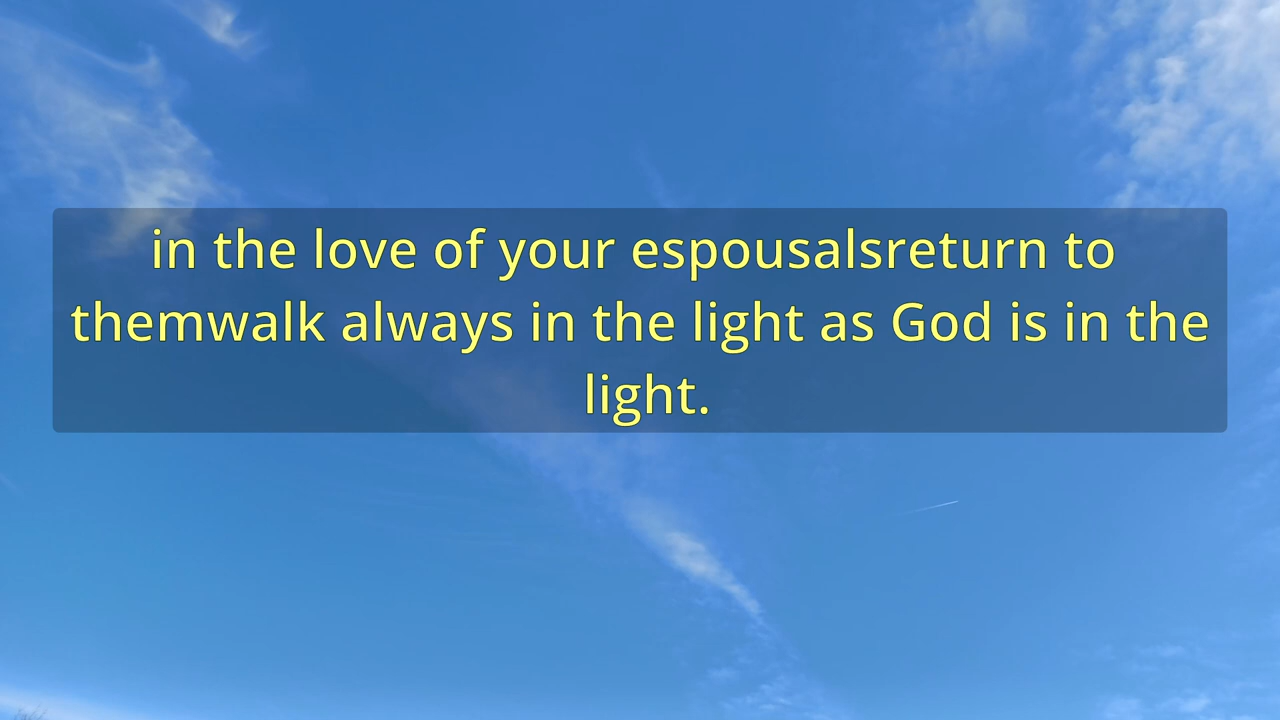 in the love of your espousalsreturn to
themwalk always in the light as God is in the
light.